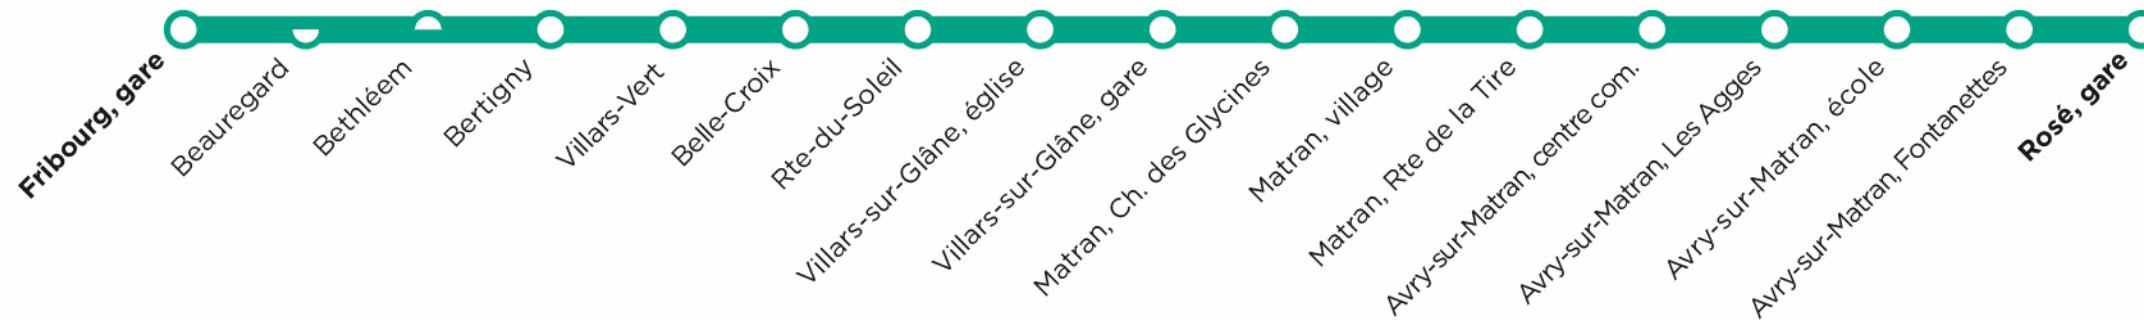 Fribourg, gare
Beauregard
Bethléem
Bertigny
Villars-Vert
Belle-Croix
Rte-du-Soleil
Villars-sur-Glâne, église
Villars-sur-Glâne, gare
Matran, Ch. des Glycines
Matran, village
Matran, Rte de la Tire
Avry-sur-Matran, centre com.
Avry-sur-Matran, Les Agges
Avry-sur-Matran, école
Avry-sur-Matran, Fontanettes
Rosé, gare